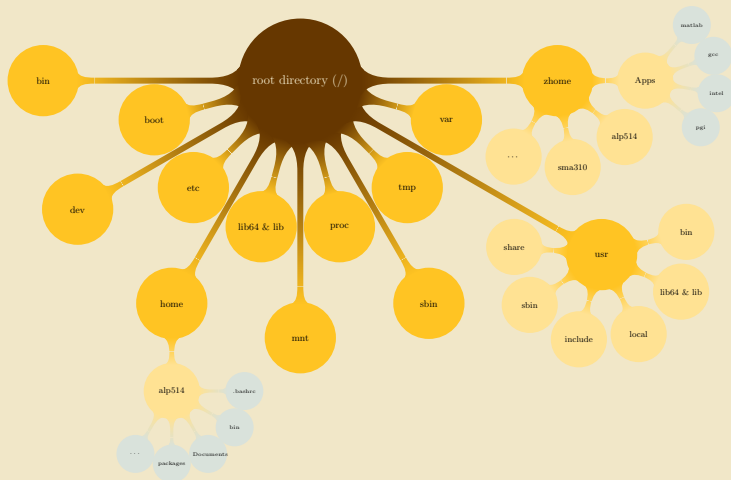 root directory (/)
bin
boot
dev
etc
lib64 & lib
home
mnt
proc
sbin
tmp
var
zhome
Apps
matlab
gcc
intel
pgi
alp514
sma310
. . .
usr
bin
lib64 & lib
local
include
sbin
share
alp514
.bashrc
bin
Documents
packages
. . .